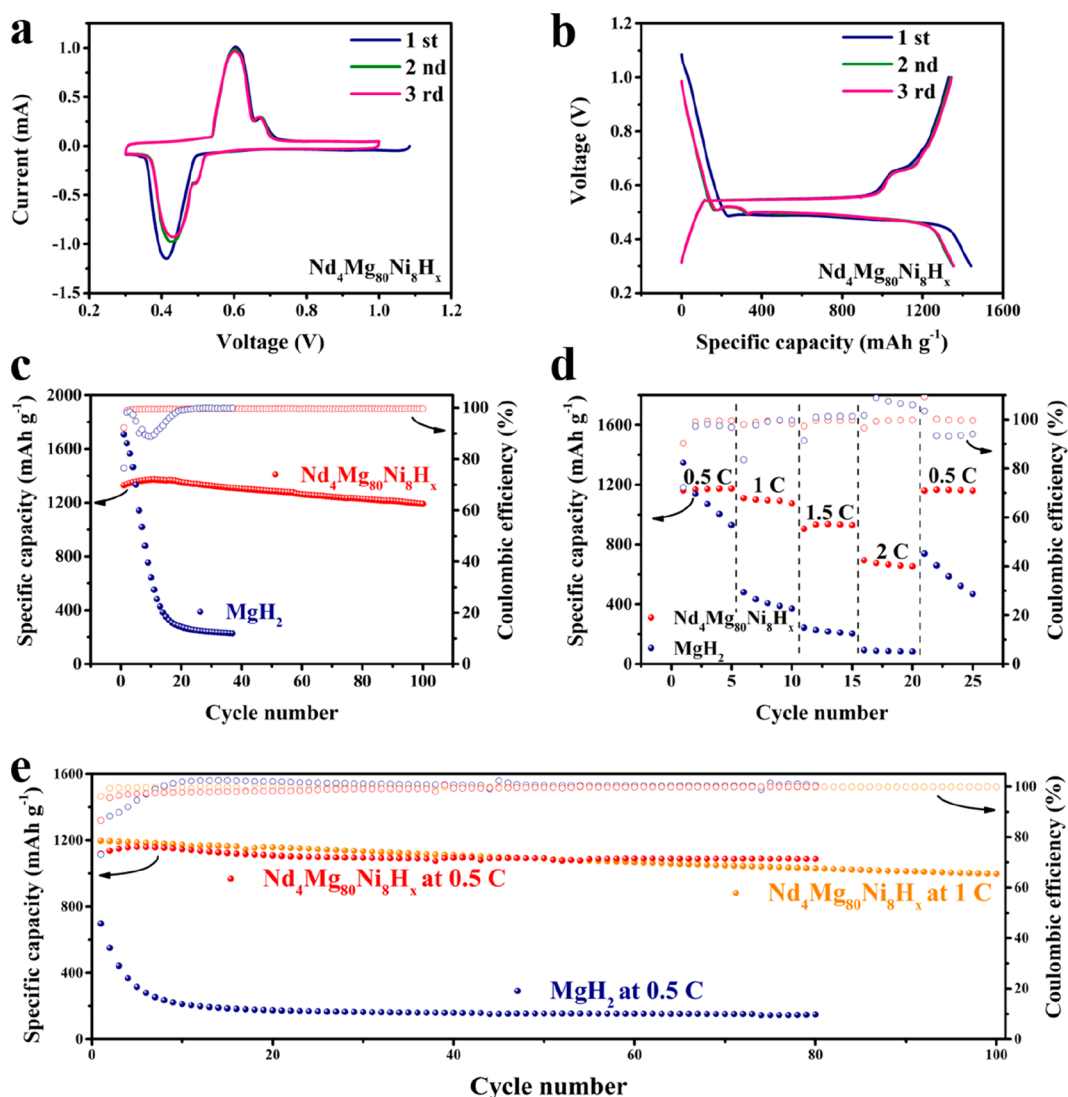 a
1 st
2 nd
3 rd
Current (mA)
1.0
0.5
0.0
-0.5
-1.0
-1.5
0.2 0.4 0.6 0.8 1.0 1.2
Voltage (V)
Nd4Mg80Ni8Hx
b
1 st
2 nd
3 rd
Voltage (V)
1.2
1.0
0.8
0.6
0.4
0.2
0 400 800 1200 1600
Specific capacity (mAh g-1)
Nd4Mg80Ni8Hx
c
Specific capacity (mAh g-1)
2000
1800
1600
1200
800
400
0
0 20 40 60 80 100
Cycle number
Nd4Mg80Ni8Hx
MgH2
100
80
60
40
20
0
Coulombic efficiency (%)
d
Specific capacity (mAh g-1)
1600
1200
800
400
0
0 5 10 15 20 25
Cycle number
0.5 C
1 C
1.5 C
2 C
0.5 C
Nd4Mg80Ni8Hx
MgH2
100
80
60
40
20
0
Coulombic efficiency (%)
e
Specific capacity (mAh g-1)
1600
1200
800
400
0
0 20 40 60 80 100
Cycle number
Nd4Mg80Ni8Hx at 0.5 C
Nd4Mg80Ni8Hx at 1 C
MgH2 at 0.5 C
100
80
60
40
20
10
0
Coulombic efficiency (%)